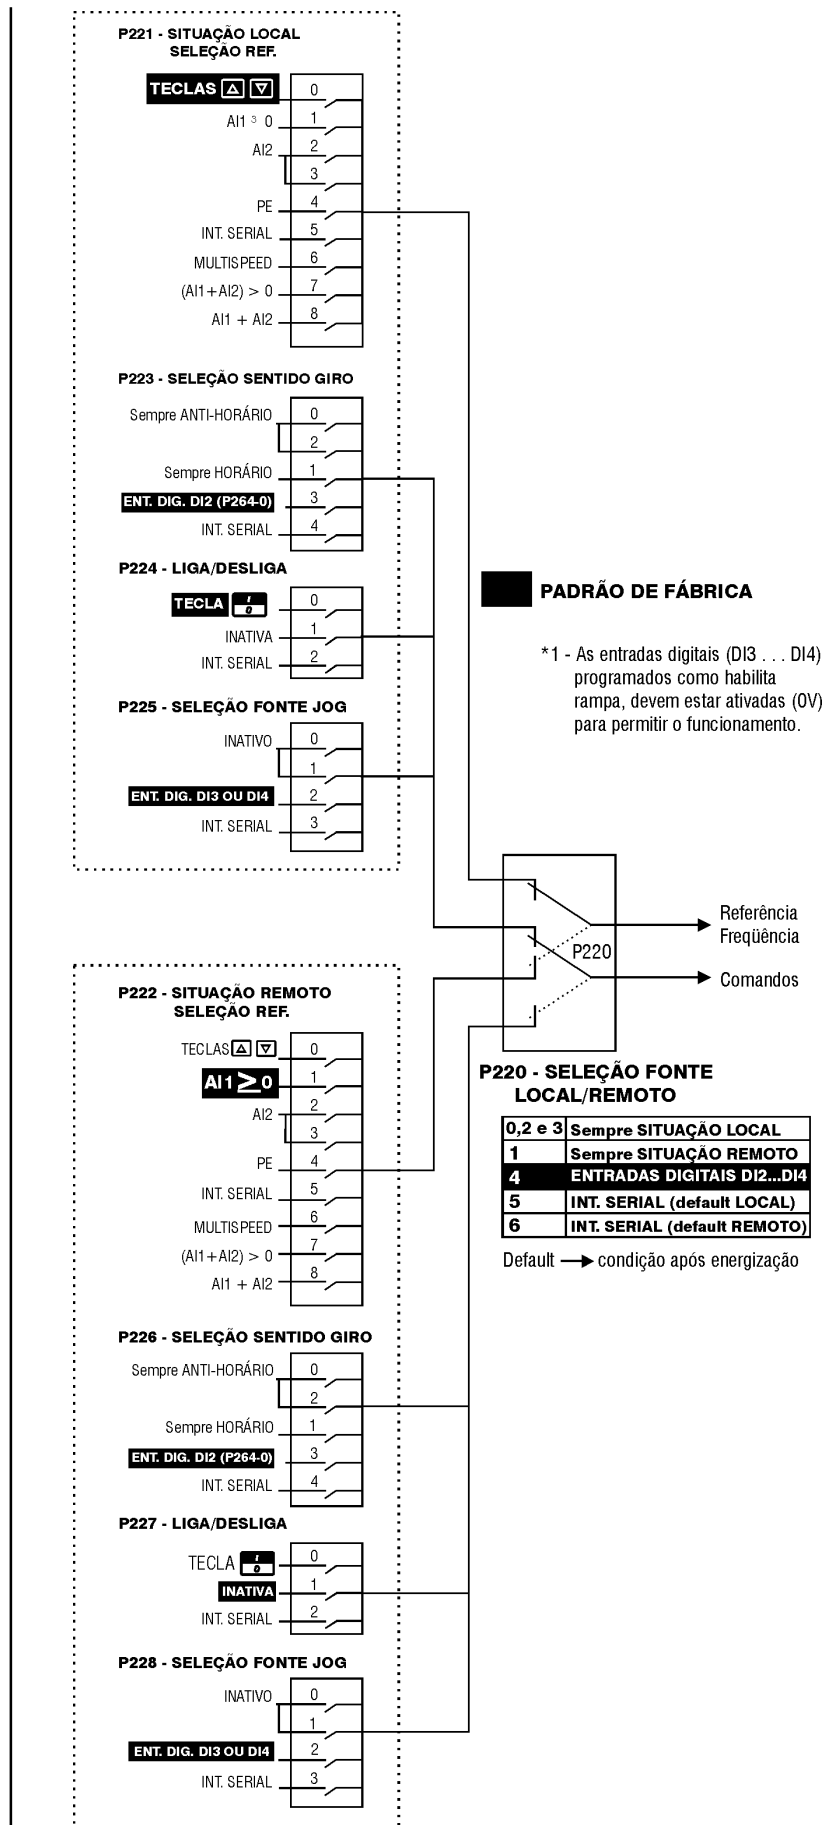 P221 - SITUAÇÃO LOCAL
SELEÇÃO REF.
TECLAS 0
AI1 ³ 0 1
AI2 2
3
PE 4
INT. SERIAL 5
MULTISPEED 6
(AI1+AI2) > 0 7
AI1 + AI2 8
P223 - SELEÇÃO SENTIDO GIRO
Sempre ANTI-HORÁRIO 0
2
Sempre HORÁRIO 1
ENT. DIG. DI2 (P264-0) 3
INT. SERIAL 4
P224 - LIGA/DESLIGA
TECLA I/0 0
INATIVA 1
INT. SERIAL 2
P225 - SELEÇÃO FONTE JOG
INATIVO 0
1
ENT. DIG. DI3 OU DI4 2
INT. SERIAL 3
PADRÃO DE FÁBRICA
*1 - As entradas digitais (DI3 . . . DI4)
programados como habilita
rampa, devem estar ativadas (0V)
para permitir o funcionamento.
P220
Referência
Freqüência
Comandos
P222 - SITUAÇÃO REMOTO
SELEÇÃO REF.
TECLAS 0
AI1 ≥ 0 1
AI2 2
3
PE 4
INT. SERIAL 5
MULTISPEED 6
(AI1+AI2) > 0 7
AI1 + AI2 8
P220 - SELEÇÃO FONTE
LOCAL/REMOTO
0,2 e 3 Sempre SITUAÇÃO LOCAL
1 Sempre SITUAÇÃO REMOTO
4 ENTRADAS DIGITAIS DI2...DI4
5 INT. SERIAL (default LOCAL)
6 INT. SERIAL (default REMOTO)
Default → condição após energização
P226 - SELEÇÃO SENTIDO GIRO
Sempre ANTI-HORÁRIO 0
2
Sempre HORÁRIO 1
ENT. DIG. DI2 (P264-0) 3
INT. SERIAL 4
P227 - LIGA/DESLIGA
TECLA I/0 0
INATIVA 1
INT. SERIAL 2
P228 - SELEÇÃO FONTE JOG
INATIVO 0
1
ENT. DIG. DI3 OU DI4 2
INT. SERIAL 3